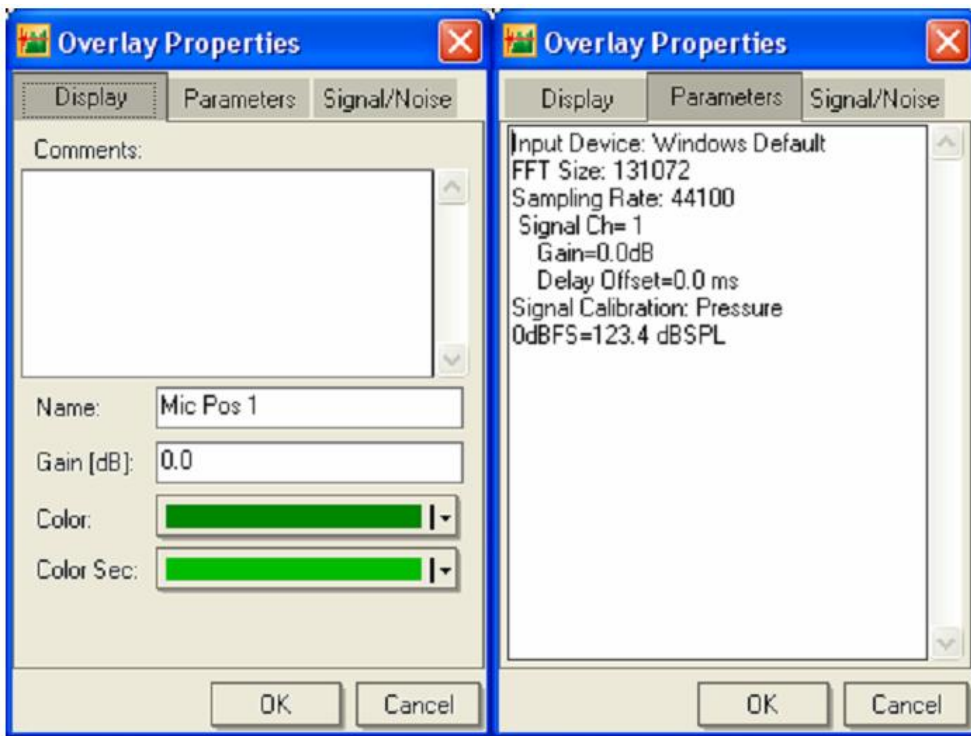 Overlay Properties
Display Parameters Signal/Noise
Comments:
Name: Mic Pos 1
Gain [dB]: 0.0
Color:
Color Sec:
OK Cancel
Overlay Properties
Display Parameters Signal/Noise
Input Device: Windows Default
FFT Size: 131072
Sampling Rate: 44100
Signal Ch= 1
Gain=0.0dB
Delay Offset=0.0 ms
Signal Calibration: Pressure
0dBFS=123.4 dBSPL
OK Cancel